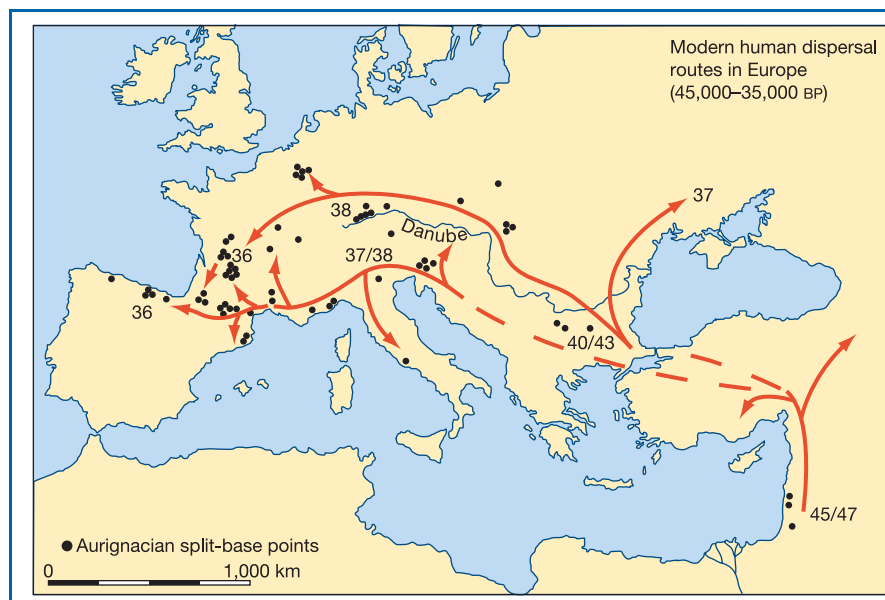 Modern human dispersal
routes in Europe
(45,000–35,000 BP)
37
38
Danube
36
37/38
36
40/43
45/47
Aurignacian split-base points
0 1,000 km